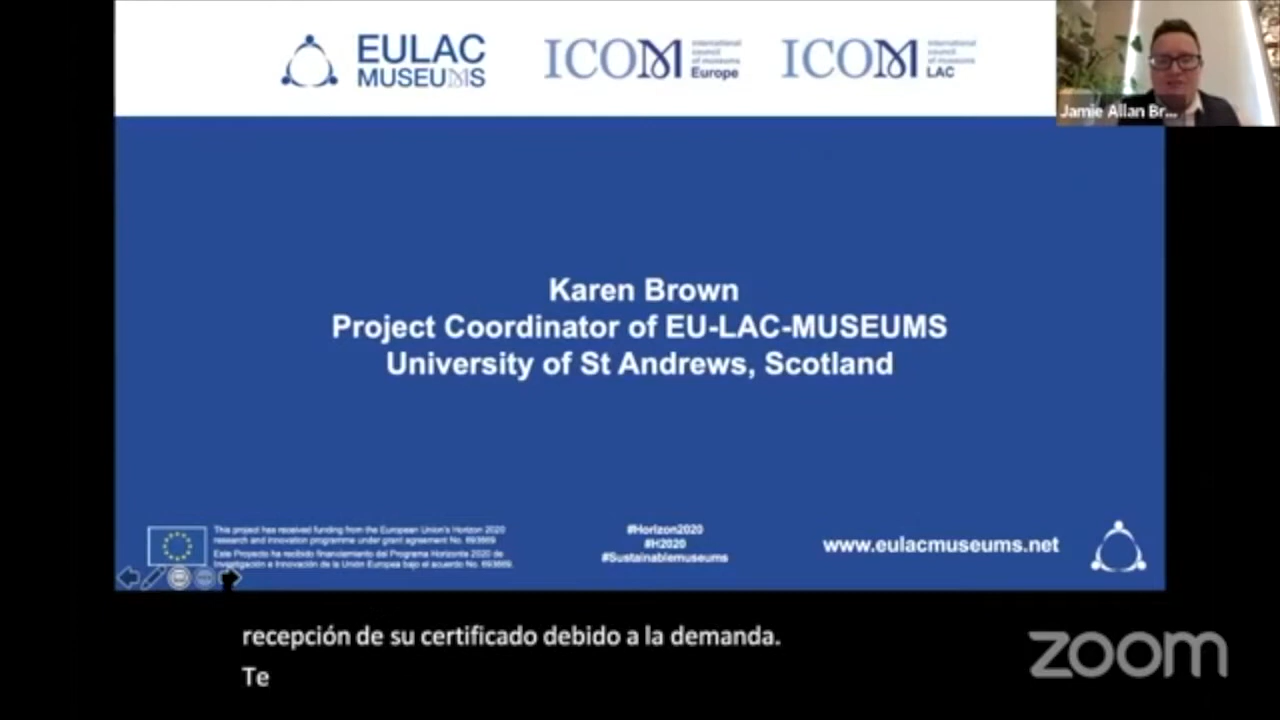 EULAC
MUSEUMS
ICOM international
council
of museums
Europe
ICOM international
council
of museums
LAC
Jamie Allan Br...
Karen Brown
Project Coordinator of EU-LAC-MUSEUMS
University of St Andrews, Scotland
This project has received funding from the European Union's Horizon 2020
research and innovation programme under grant agreement No. 693669
Este Proyecto ha recibido financiamiento del Programa Horizonte 2020 de
Investigación e Innovación de la Unión Europea bajo el acuerdo No. 693669.
#Horizon2020
#H2020
#Sustainablemuseums
www.eulacmuseums.net
recepción de su certificado debido a la demanda.
Te
zoom